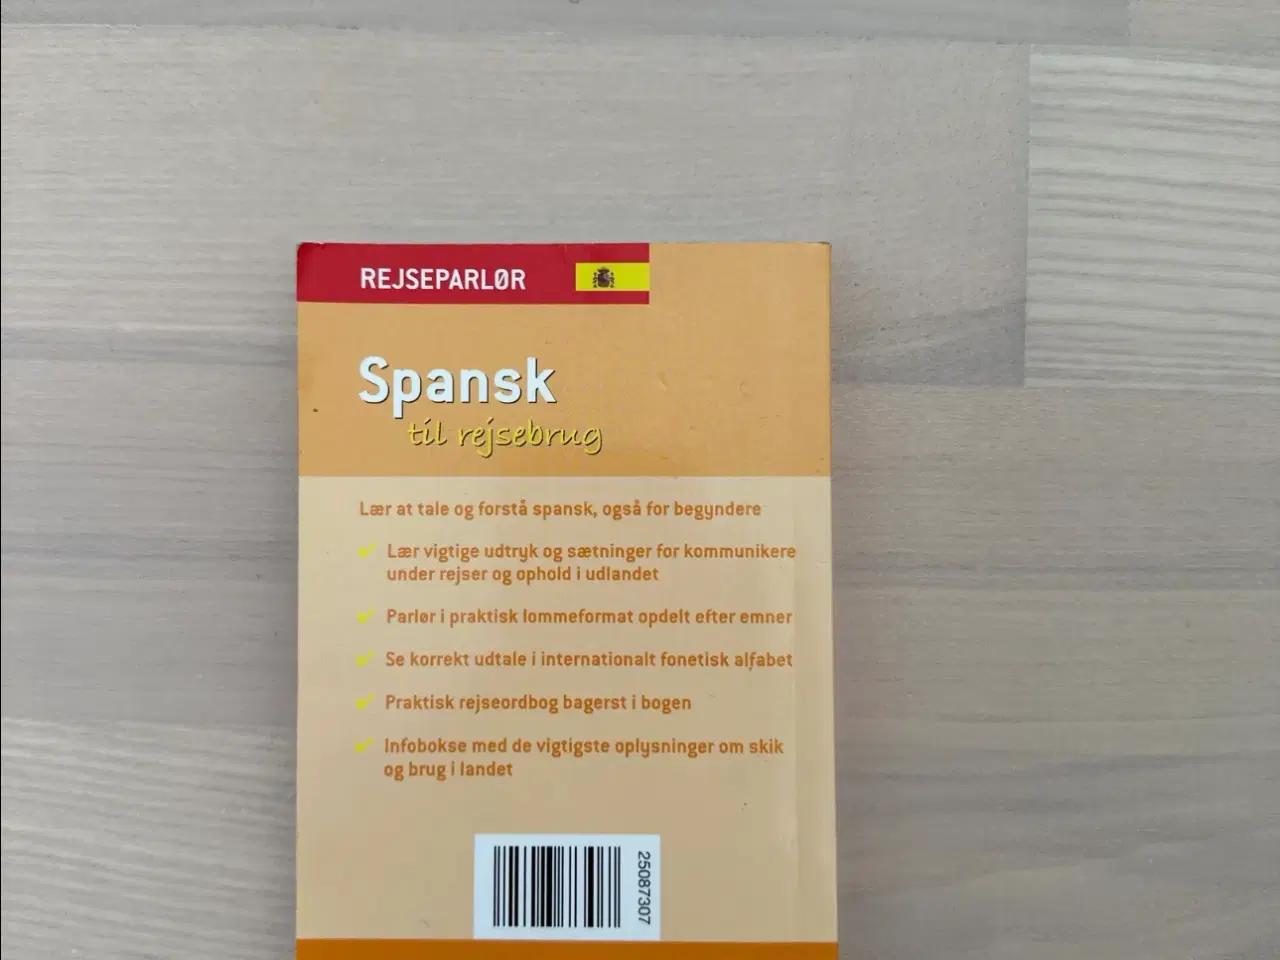 REJSEPARLØR
Spansk
til rejsebrug
Lær at tale og forstå spansk, også for begyndere
Lær vigtige udtryk og sætninger for kommunikere
under rejser og ophold i udlandet
Parlør i praktisk lommeformat opdelt efter emner
Se korrekt udtale i internationalt fonetisk alfabet
Praktisk rejseordbog bagerst i bogen
Infobokse med de vigtigste oplysninger om skik
og brug i landet
25087307